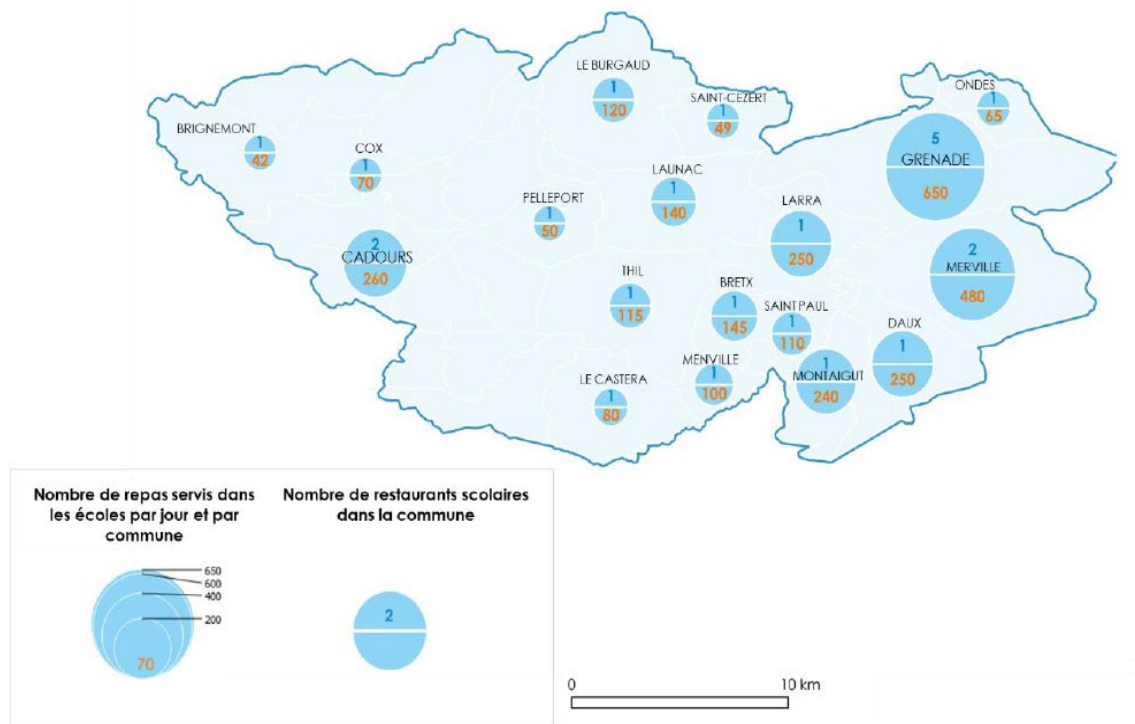 LE BURGAUD
1
120
SAINT-CEZERT
1
49
ONDES
1
65
BRIGNEMONT
1
42
COX
1
70
5
GRENADE
650
LAUNAC
1
140
PELLEPORT
1
50
LARRA
1
250
2
CADOURS
260
2
MERVILLE
480
THIL
1
115
BRETX
1
145
SAINT PAUL
1
110
DAUX
1
250
LE CASTERA
1
80
MENVILLE
1
100
1
MONTAIGUT
240
Nombre de repas servis dans
les écoles par jour et par
commune
650
600
400
200
70
Nombre de restaurants scolaires
dans la commune
2
0 10 km